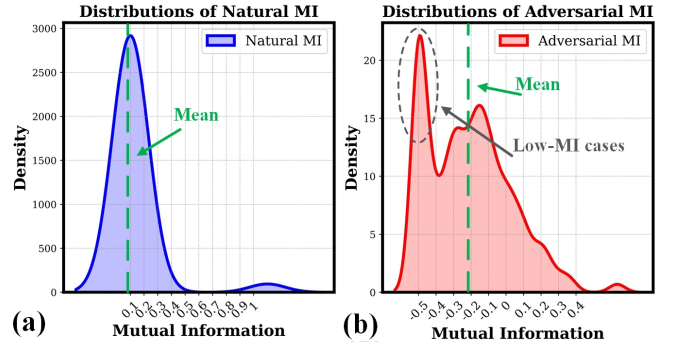 Distributions of Natural MI
Natural MI
Mean
Density
3000
2500
2000
1500
1000
500
0
0.1 0.2 0.3 0.4 0.5 0.6 0.7 0.8 0.9 1
Mutual Information
(a)
Distributions of Adversarial MI
Adversarial MI
Mean
Low-MI cases
Density
20
15
10
5
0
-0.5 -0.4 -0.3 -0.2 -0.1 0 0.1 0.2 0.3 0.4
Mutual Information
(b)